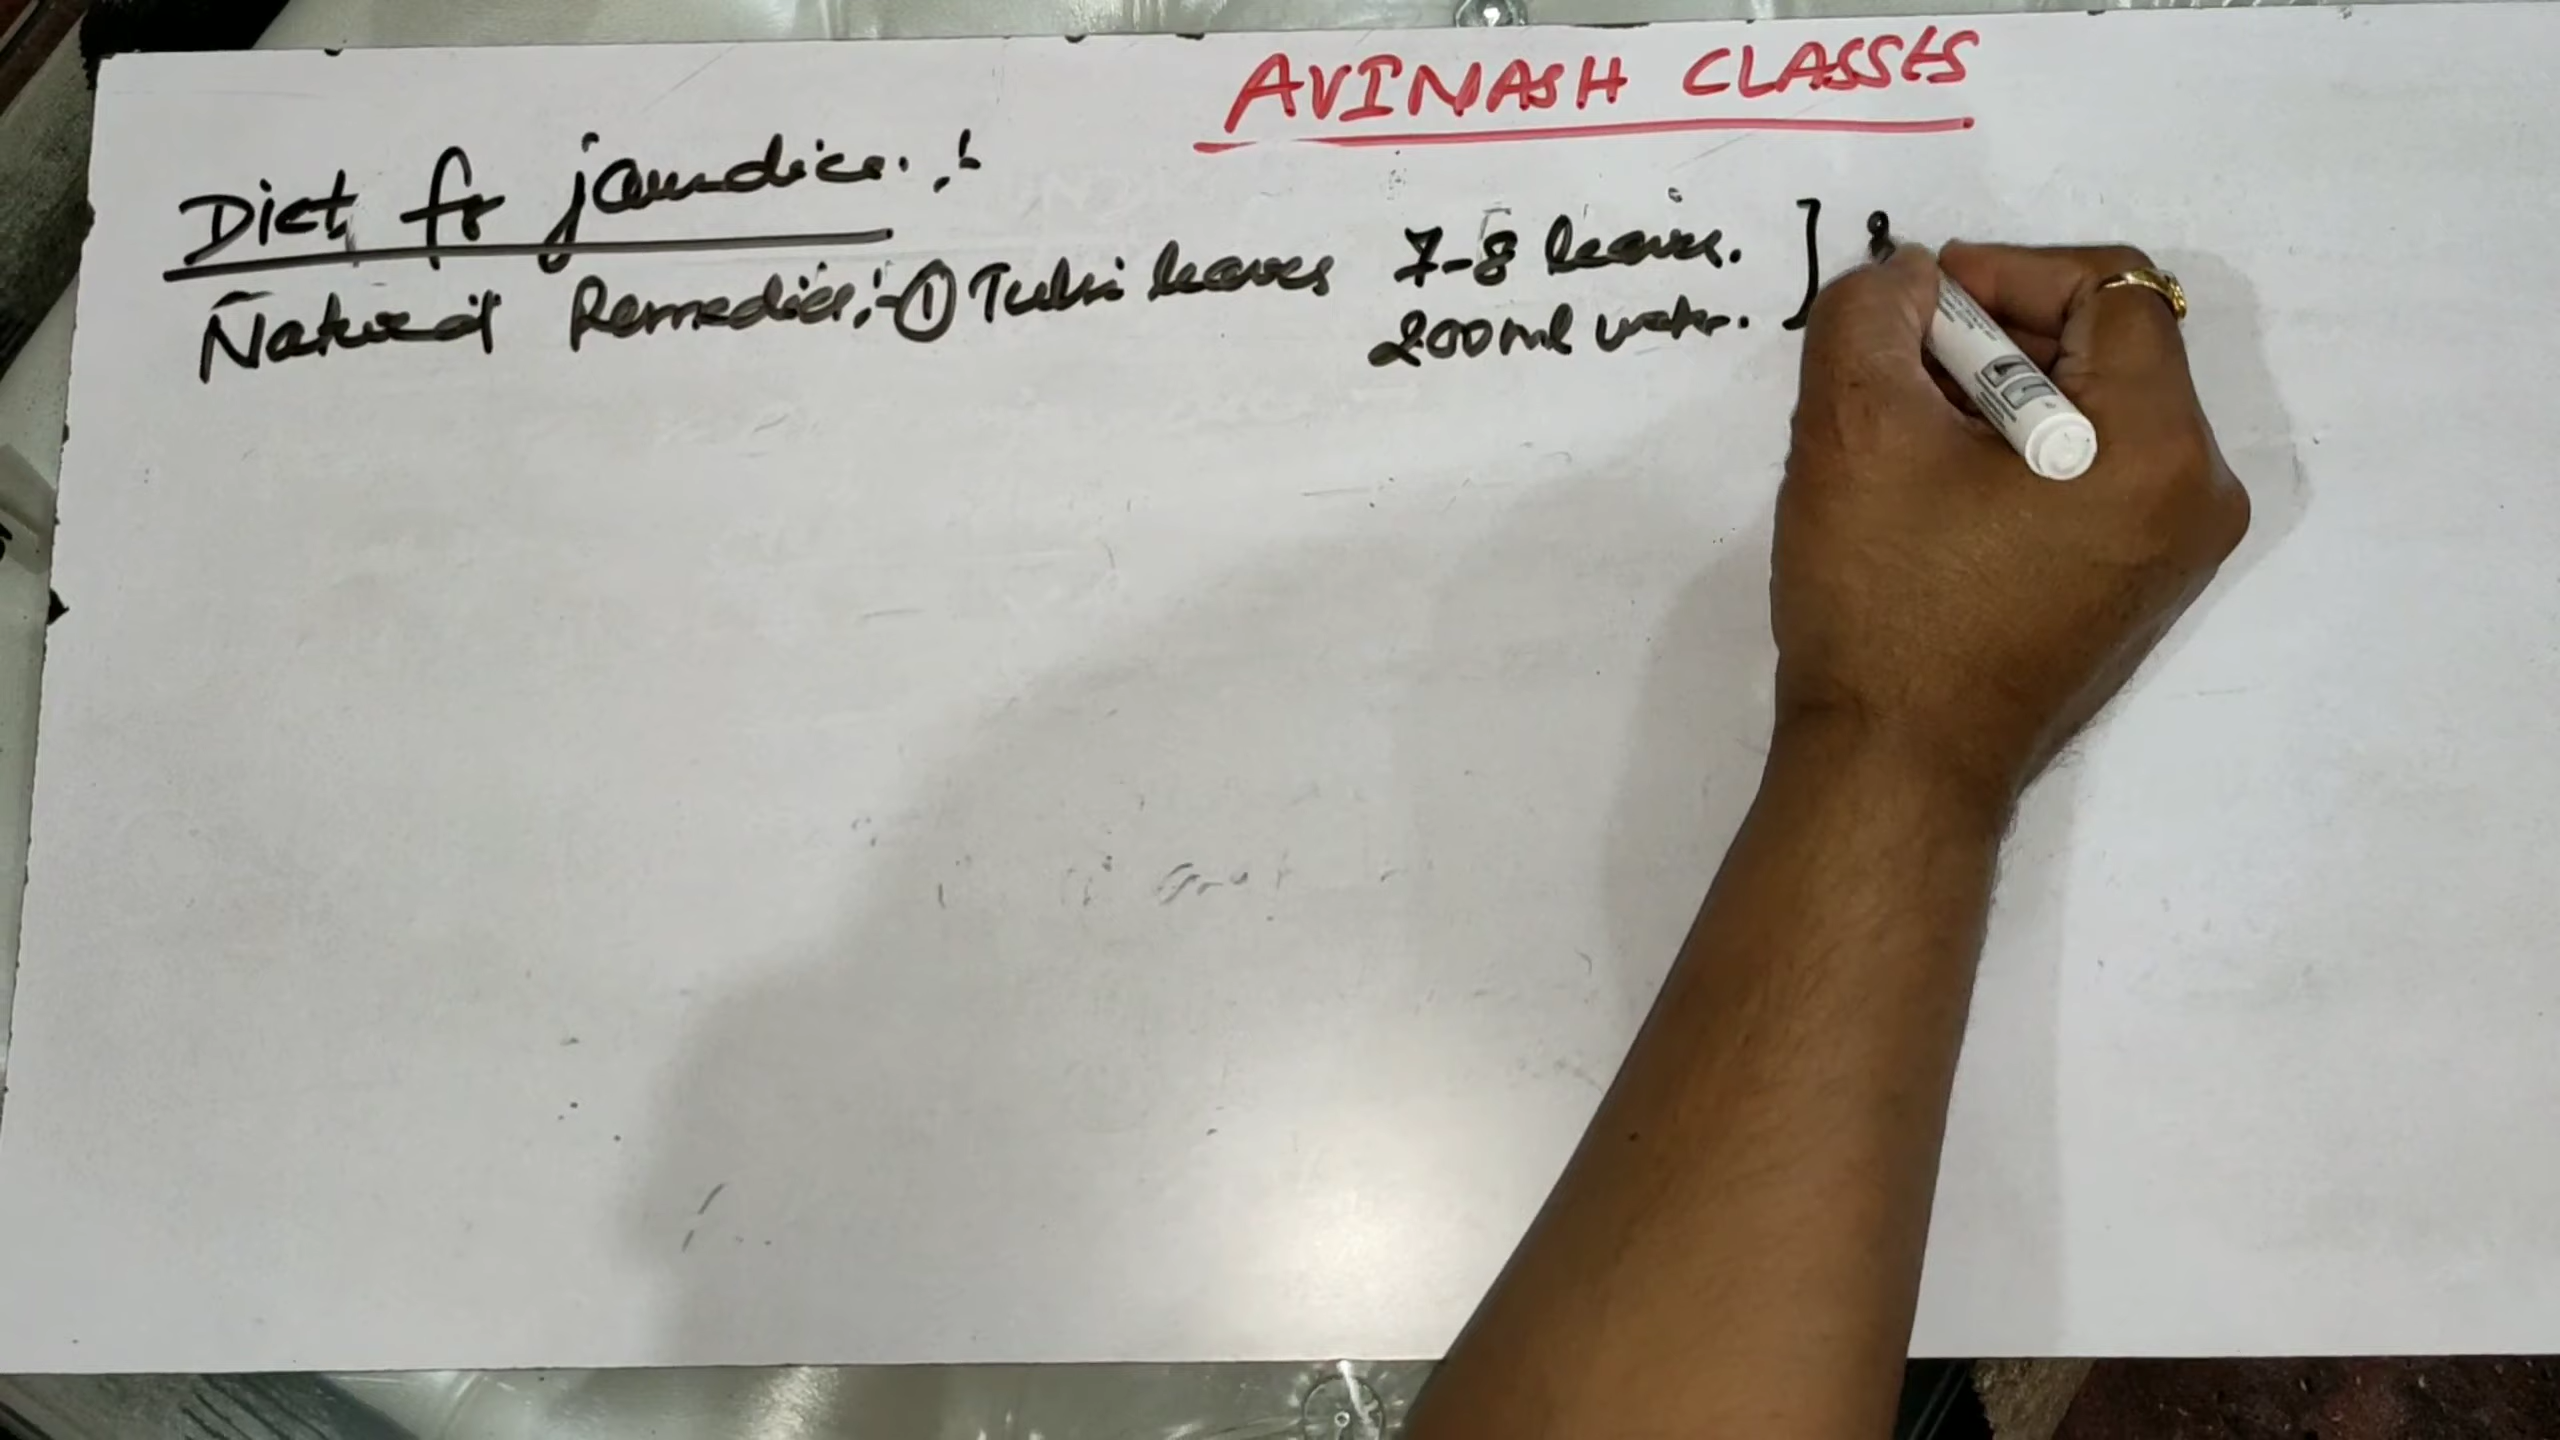 AVINASH CLASSES
Diet for jaundice :
Natural Remedies :- ① Tulsi leaves 7-8 leaves. ]
200ml water.